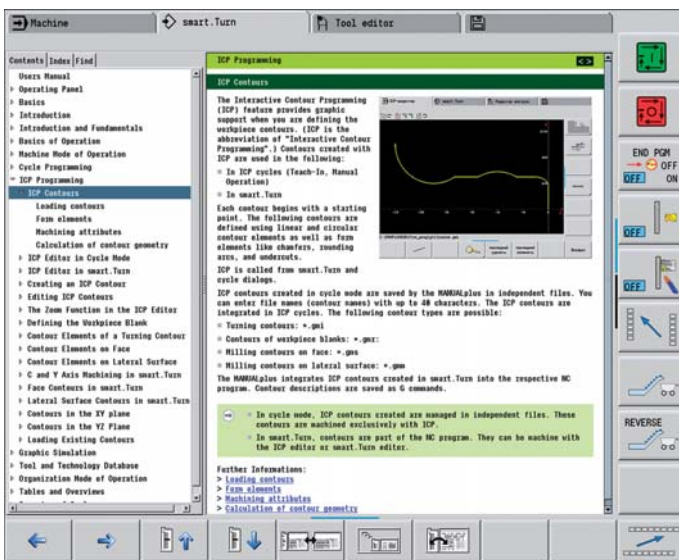 Machine
smart.Turn
Tool editor
Contents Index Find
Users Manual
Operating Panel
Basics
Introduction
Introduction and Fundamentals
Basics of Operation
Machine Mode of Operation
Cycle Programming
ICP Programming
ICP Contours
Loading contours
Form elements
Machining attributes
Calculation of contour geometry
ICP Editor in Cycle Mode
ICP Editor in smart.Turn
Creating an ICP Contour
Editing ICP Contours
The Zoom Function in the ICP Editor
Defining the Workpiece Blank
Contour Elements of a Turning Contour
Contour Elements on Face
Contour Elements on Lateral Surface
C and Y Axis Machining in smart.Turn
Face Contours in smart.Turn
Lateral Surface Contours in smart.Turn
Contours in the XY plane
Contours in the YZ Plane
Loading Existing Contours
Graphic Simulation
Tool and Technology Database
Organization Mode of Operation
Tables and Overviews
ICP Programming
ICP Contours
The Interactive Contour Programming
(ICP) feature provides graphic
support when you are defining the
workpiece contours. (ICP is the
abbreviation of "Interactive Contour
Programming".) Contours created with
ICP are used in the following:
In ICP cycles (Teach-In, Manual
Operation)
In smart.Turn
Each contour begins with a starting
point. The following contours are
defined using linear and circular
contour elements as well as form
elements like chamfers, rounding
arcs, and undercuts.
ICP is called from smart.Turn and
cycle dialogs.
ICP contours created in cycle mode are saved by the MANUALplus in independent files. You
can enter file names (contour names) with up to 40 characters. The ICP contours are
integrated in ICP cycles. The following contour types are possible:
Turning contours: *.gmi
Contours of workpiece blanks: *.gmr:
Milling contours on face: *.gms
Milling contours on lateral surface: *.gmm
The MANUALplus integrates ICP contours created in smart.Turn into the respective NC
program. Contour descriptions are saved as G commands.
In cycle mode, ICP contours created are managed in independent files. These
contours are machined exclusively with ICP.
In smart.Turn, contours are part of the NC program. They can be machine with
the ICP editor or smart.Turn editor.
Further Informations:
> Loading contours
> Form elements
> Machining attributes
> Calculation of contour geometry
END PGM
OFF
OFF ON
OFF
OFF
REVERSE